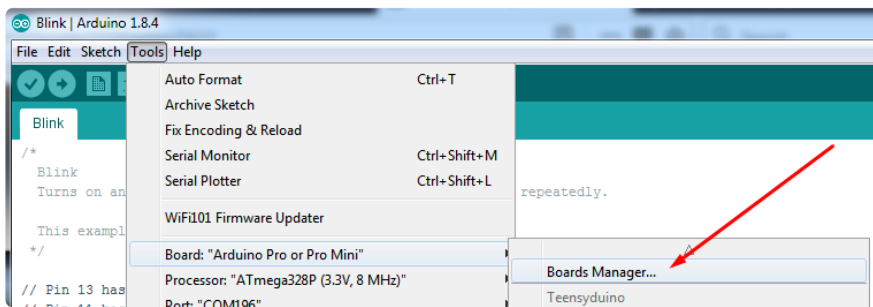 Blink | Arduino 1.8.4
File Edit Sketch Tools Help
Auto Format Ctrl+T
Archive Sketch
Fix Encoding & Reload
Serial Monitor Ctrl+Shift+M
Serial Plotter Ctrl+Shift+L
WiFi101 Firmware Updater
Board: "Arduino Pro or Pro Mini"
Processor: "ATmega328P (3.3V, 8 MHz)"
Port: "COM196"
Boards Manager...
Teensyduino
Blink
/*
Blink
Turns on an repeatedly.
This exampl
*/
// Pin 13 has